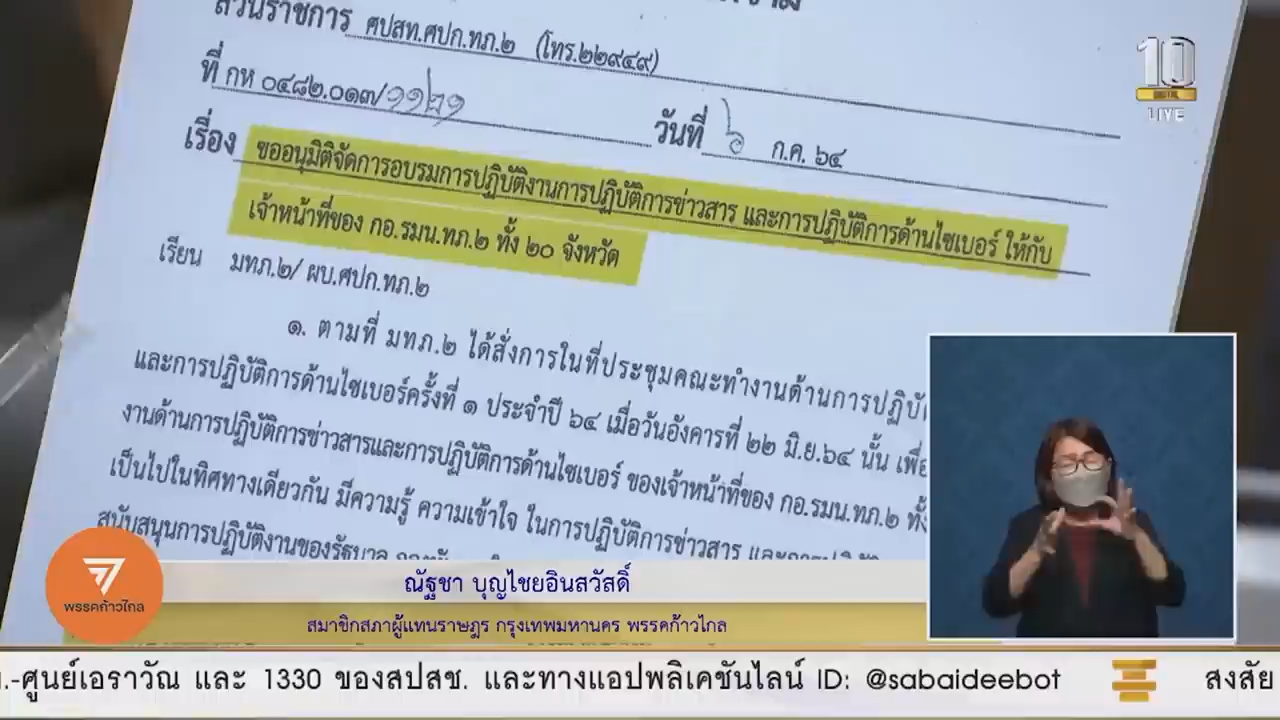 ส่วนราชการ ศปสท.ศปก.ทภ.๒ (โทร.๒๒๙๔๙)
ที่ กห ๐๔๘๒.๐๑๗/๑๑๒๑
วันที่ ๖ ก.ค. ๖๔
เรื่อง ขออนุมัติจัดการอบรมการปฏิบัติงานการปฏิบัติการข่าวสาร และการปฏิบัติการด้านไซเบอร์ ให้กับ
เจ้าหน้าที่ของ กอ.รมน.ทภ.๒ ทั้ง ๒๐ จังหวัด
เรียน มทภ.๒/ ผบ.ศปก.ทภ.๒
๑. ตามที่ มทภ.๒ ได้สั่งการในที่ประชุมคณะทำงานด้านการปฏิบั
และการปฏิบัติการด้านไซเบอร์ครั้งที่ ๑ ประจำปี ๖๔ เมื่อวันอังคารที่ ๒๒ มิ.ย.๖๔ นั้น เพื่อ
งานด้านการปฏิบัติการข่าวสารและการปฏิบัติการด้านไซเบอร์ ของเจ้าหน้าที่ของ กอ.รมน.ทภ.๒ ทั้ง
เป็นไปในทิศทางเดียวกัน มีความรู้ ความเข้าใจ ในการปฏิบัติการข่าวสาร และการปฏิบัติ
สนับสนุนการปฏิบัติงานของรัฐบาล
10
DIGITAL
LIVE
พรรคก้าวไกล
ณัฐชา บุญไชยอินสวัสดิ์
สมาชิกสภาผู้แทนราษฎร กรุงเทพมหานคร พรรคก้าวไกล
.-ศูนย์เอราวัณ และ 1330 ของสปสช. และทางแอปพลิเคชันไลน์ ID: @sabaideebot สงสัย